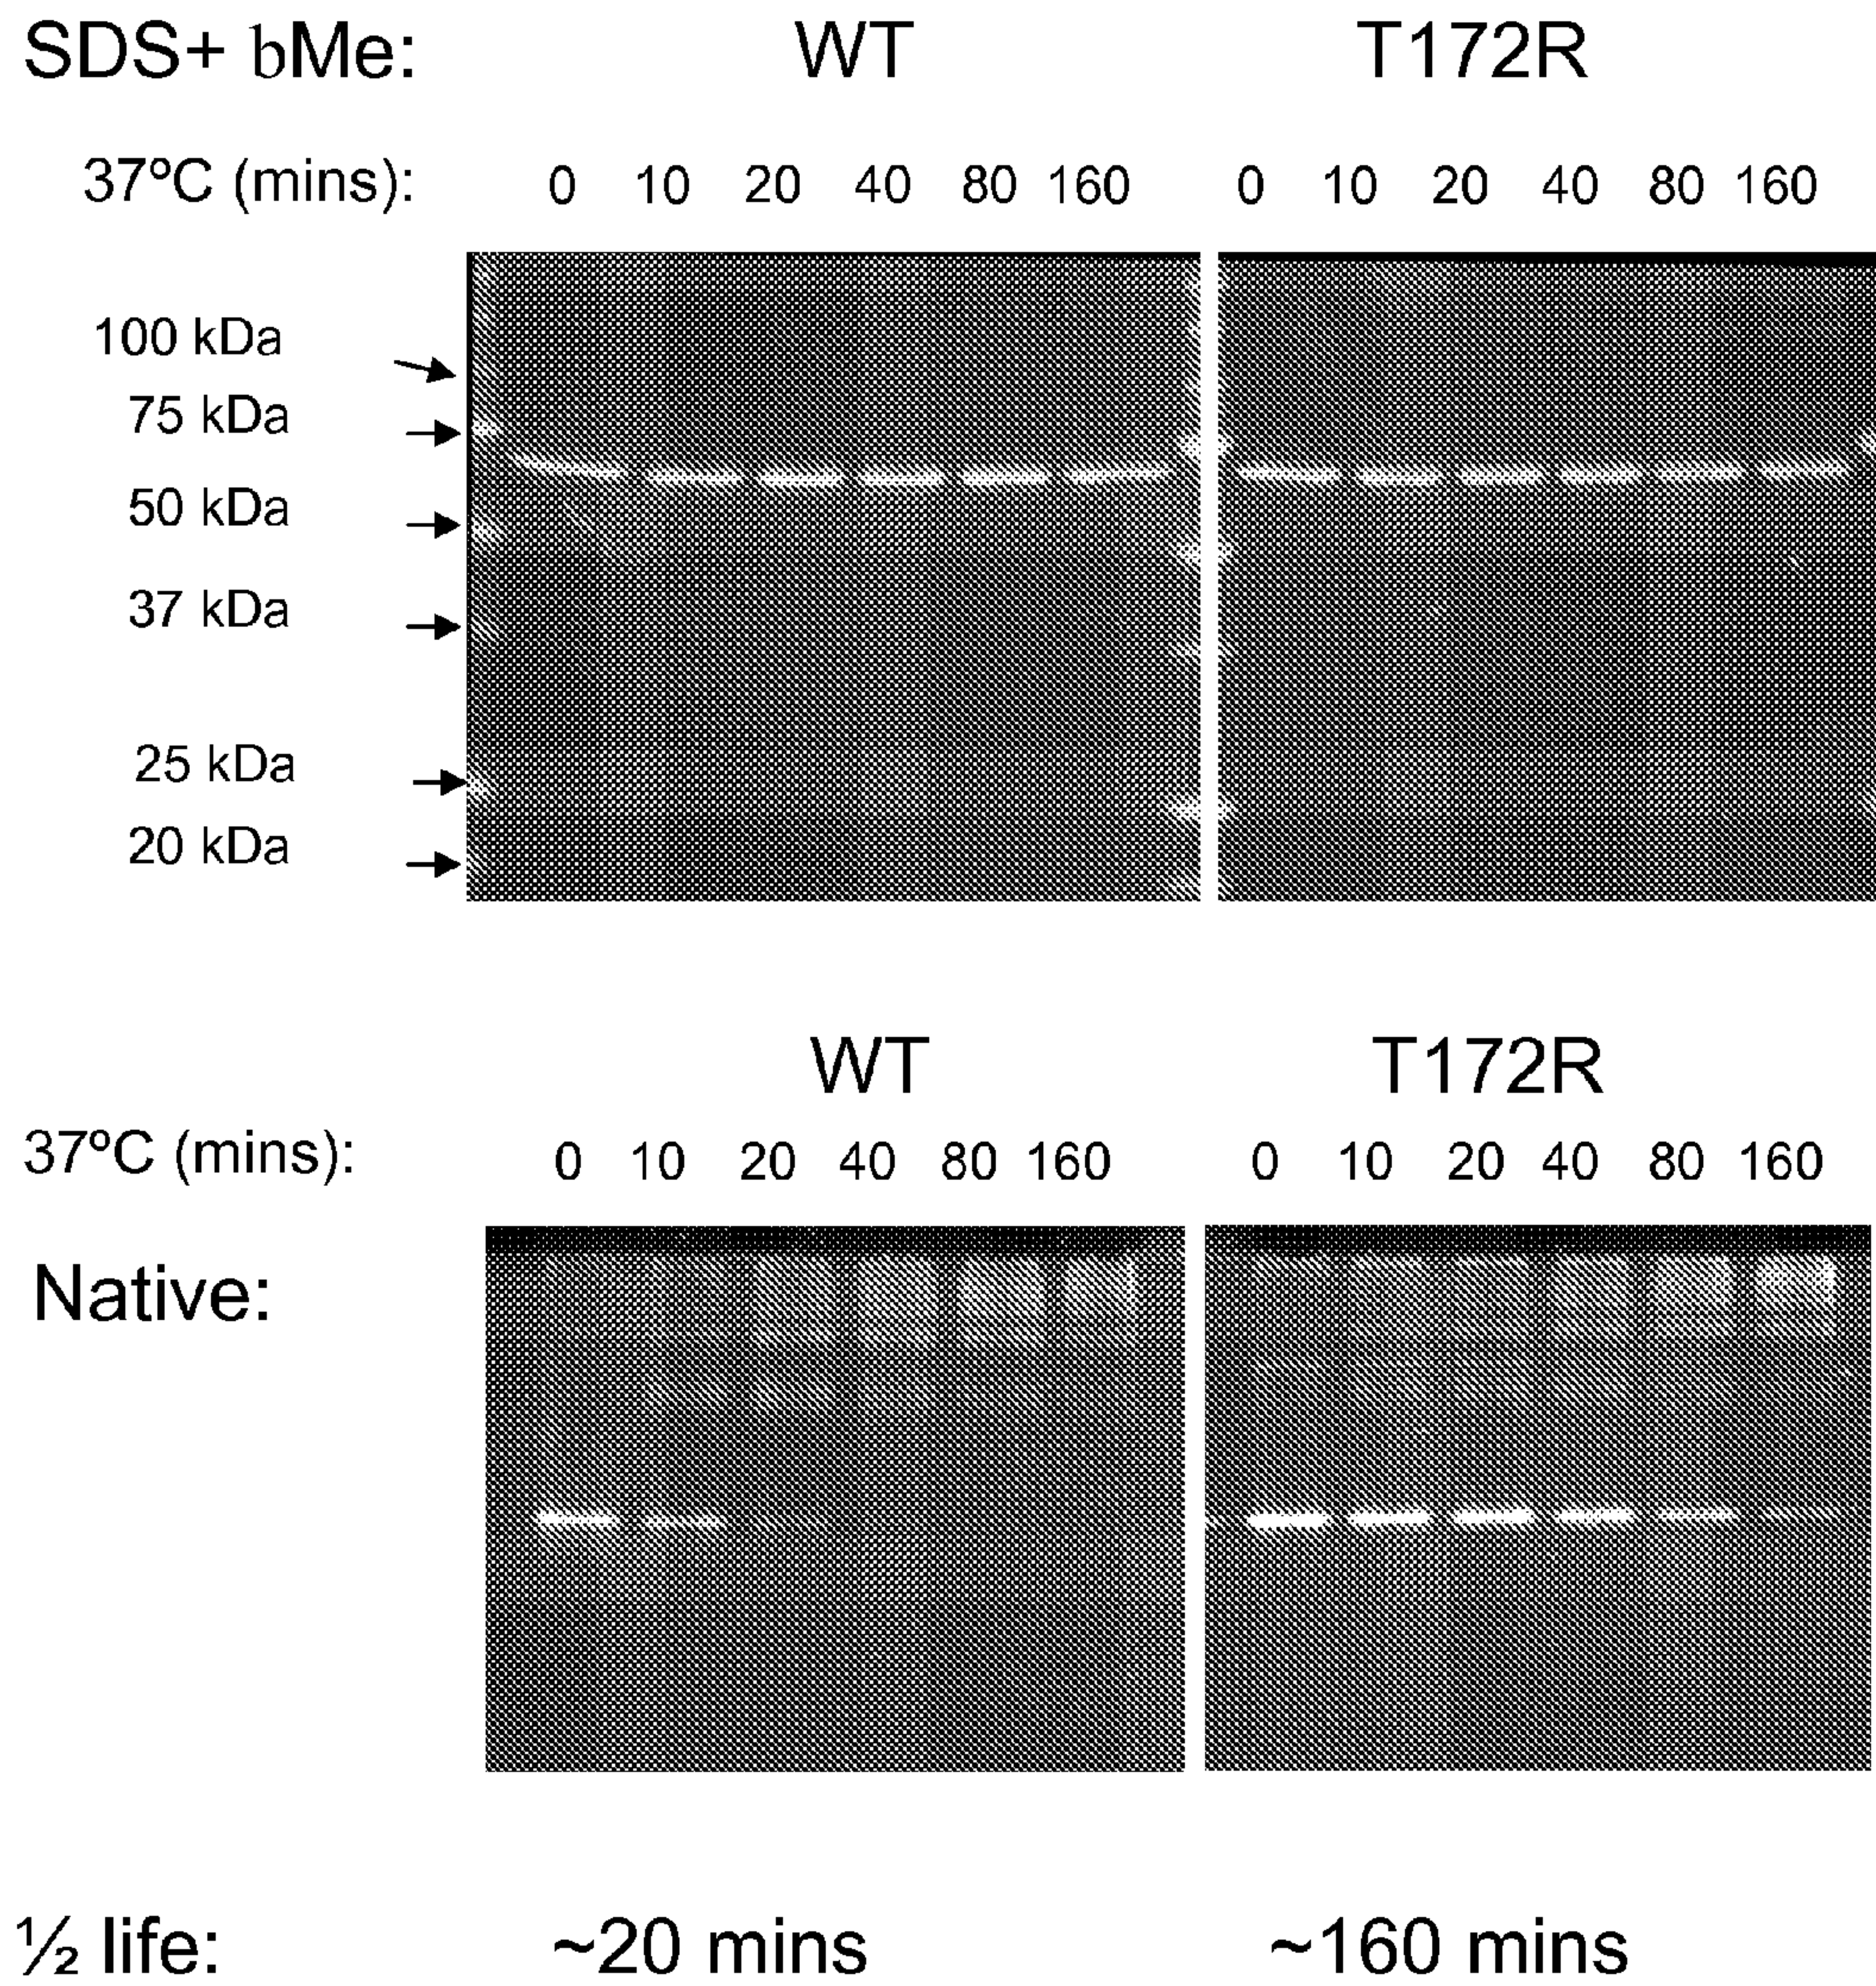 SDS+ bMe: WT T172R
37ºC (mins): 0 10 20 40 80 160 0 10 20 40 80 160
100 kDa
75 kDa
50 kDa
37 kDa
25 kDa
20 kDa
WT T172R
37ºC (mins): 0 10 20 40 80 160 0 10 20 40 80 160
Native:
½ life: ~20 mins ~160 mins